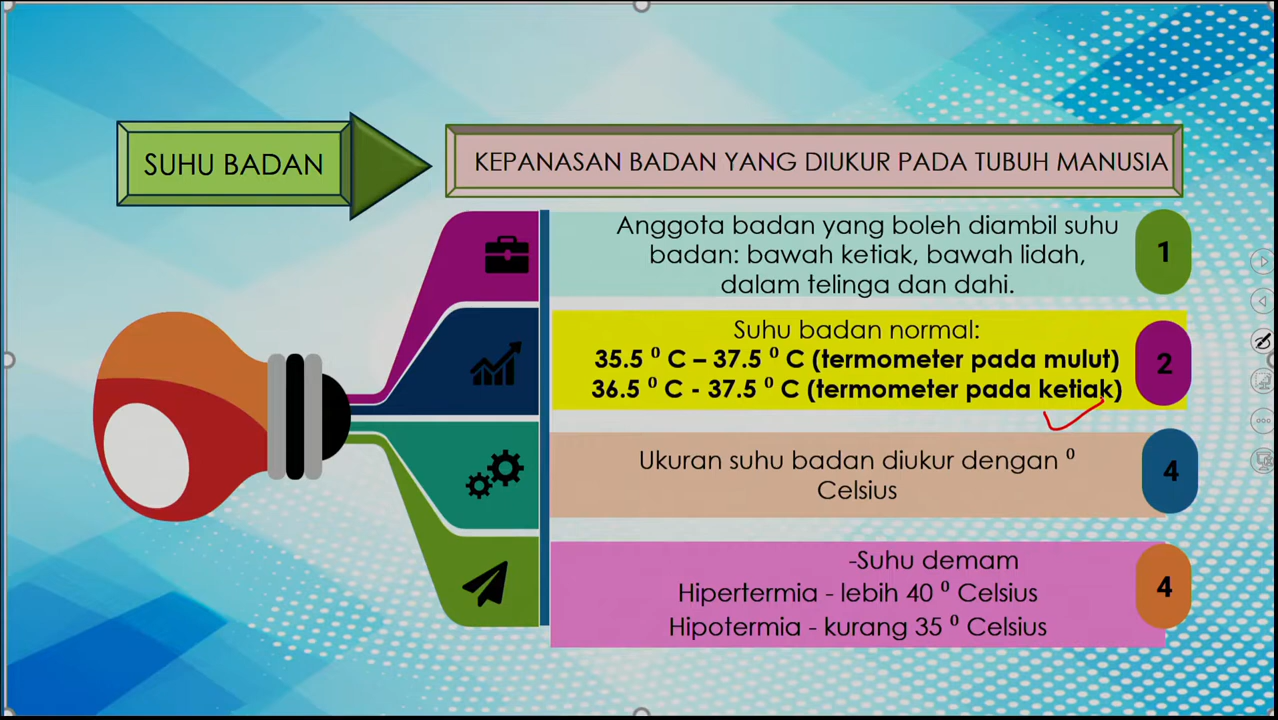 SUHU BADAN
KEPANASAN BADAN YANG DIUKUR PADA TUBUH MANUSIA
Anggota badan yang boleh diambil suhu
badan: bawah ketiak, bawah lidah,
dalam telinga dan dahi.
1
Suhu badan normal:
35.5 ⁰ C – 37.5 ⁰ C (termometer pada mulut)
36.5 ⁰ C - 37.5 ⁰ C (termometer pada ketiak)
2
Ukuran suhu badan diukur dengan ⁰
Celsius
4
-Suhu demam
Hipertermia - lebih 40 ⁰ Celsius
Hipotermia - kurang 35 ⁰ Celsius
4